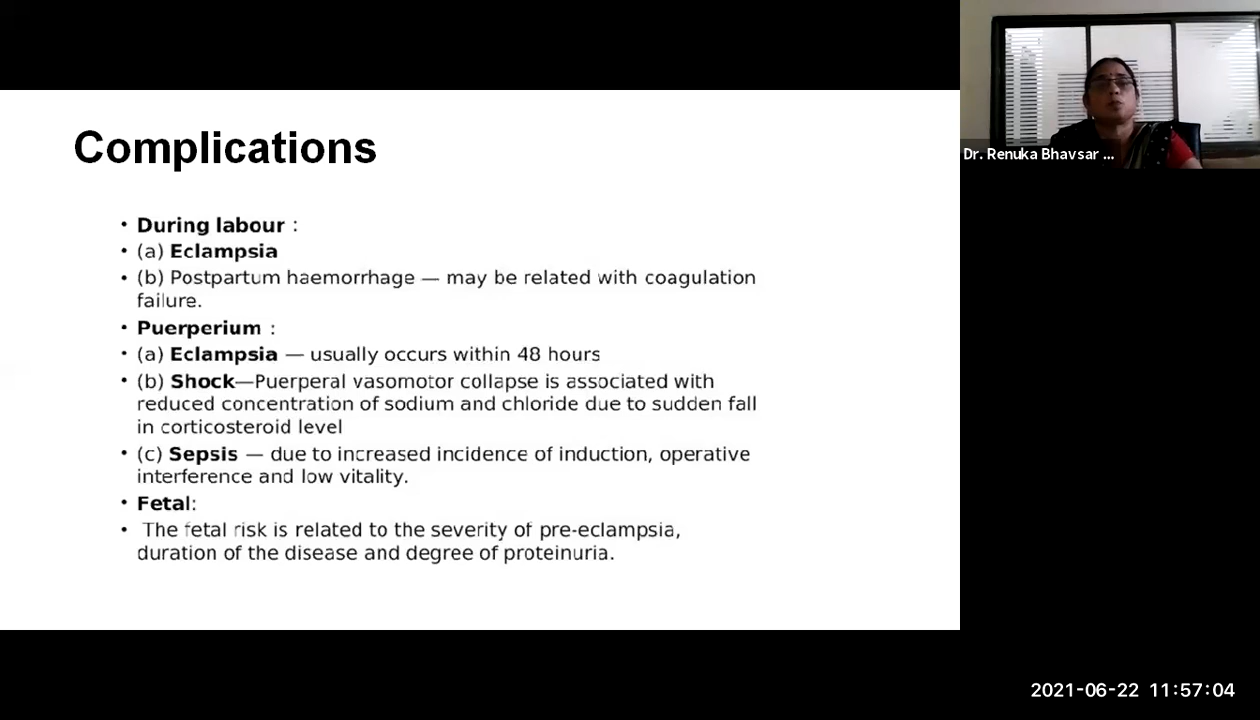 Complications
• During labour :
• (a) Eclampsia
• (b) Postpartum haemorrhage — may be related with coagulation
failure.
• Puerperium :
• (a) Eclampsia — usually occurs within 48 hours
• (b) Shock—Puerperal vasomotor collapse is associated with
reduced concentration of sodium and chloride due to sudden fall
in corticosteroid level
• (c) Sepsis — due to increased incidence of induction, operative
interference and low vitality.
• Fetal:
• The fetal risk is related to the severity of pre-eclampsia,
duration of the disease and degree of proteinuria.
Dr. Renuka Bhavsar ...
2021-06-22 11:57:04